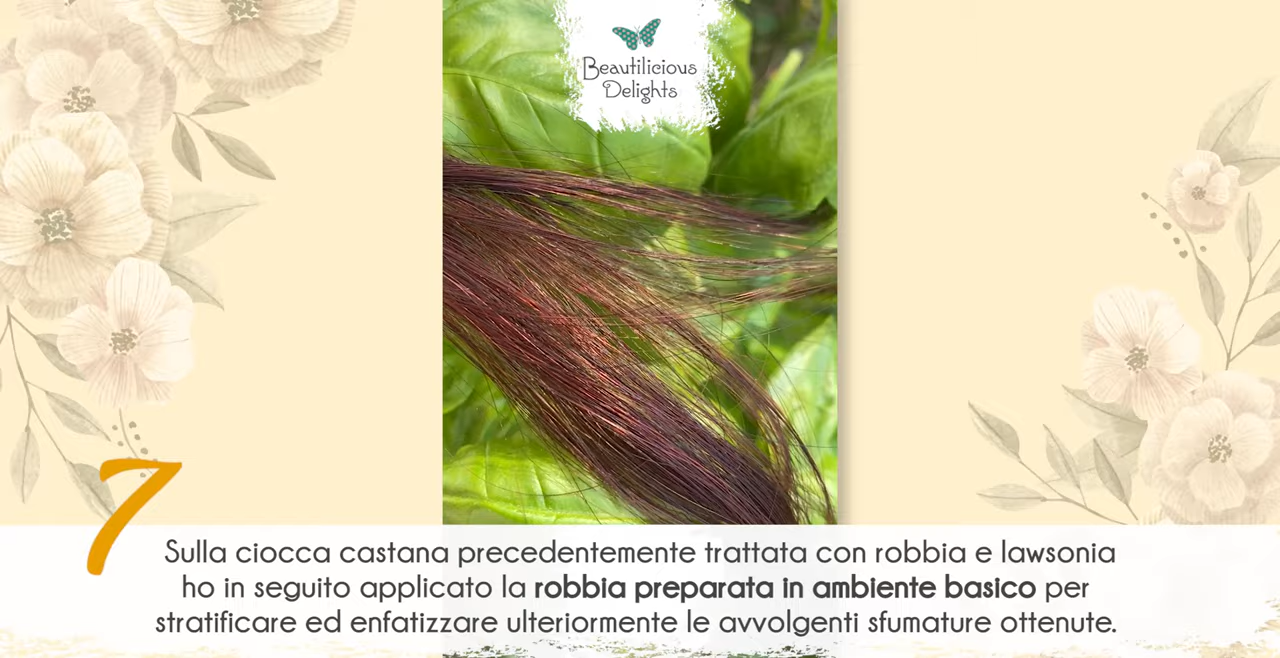 Beautilicious
Delights
7
Sulla ciocca castana precedentemente trattata con robbia e lawsonia
ho in seguito applicato la robbia preparata in ambiente basico per
stratificare ed enfatizzare ulteriormente le avvolgenti sfumature ottenute.